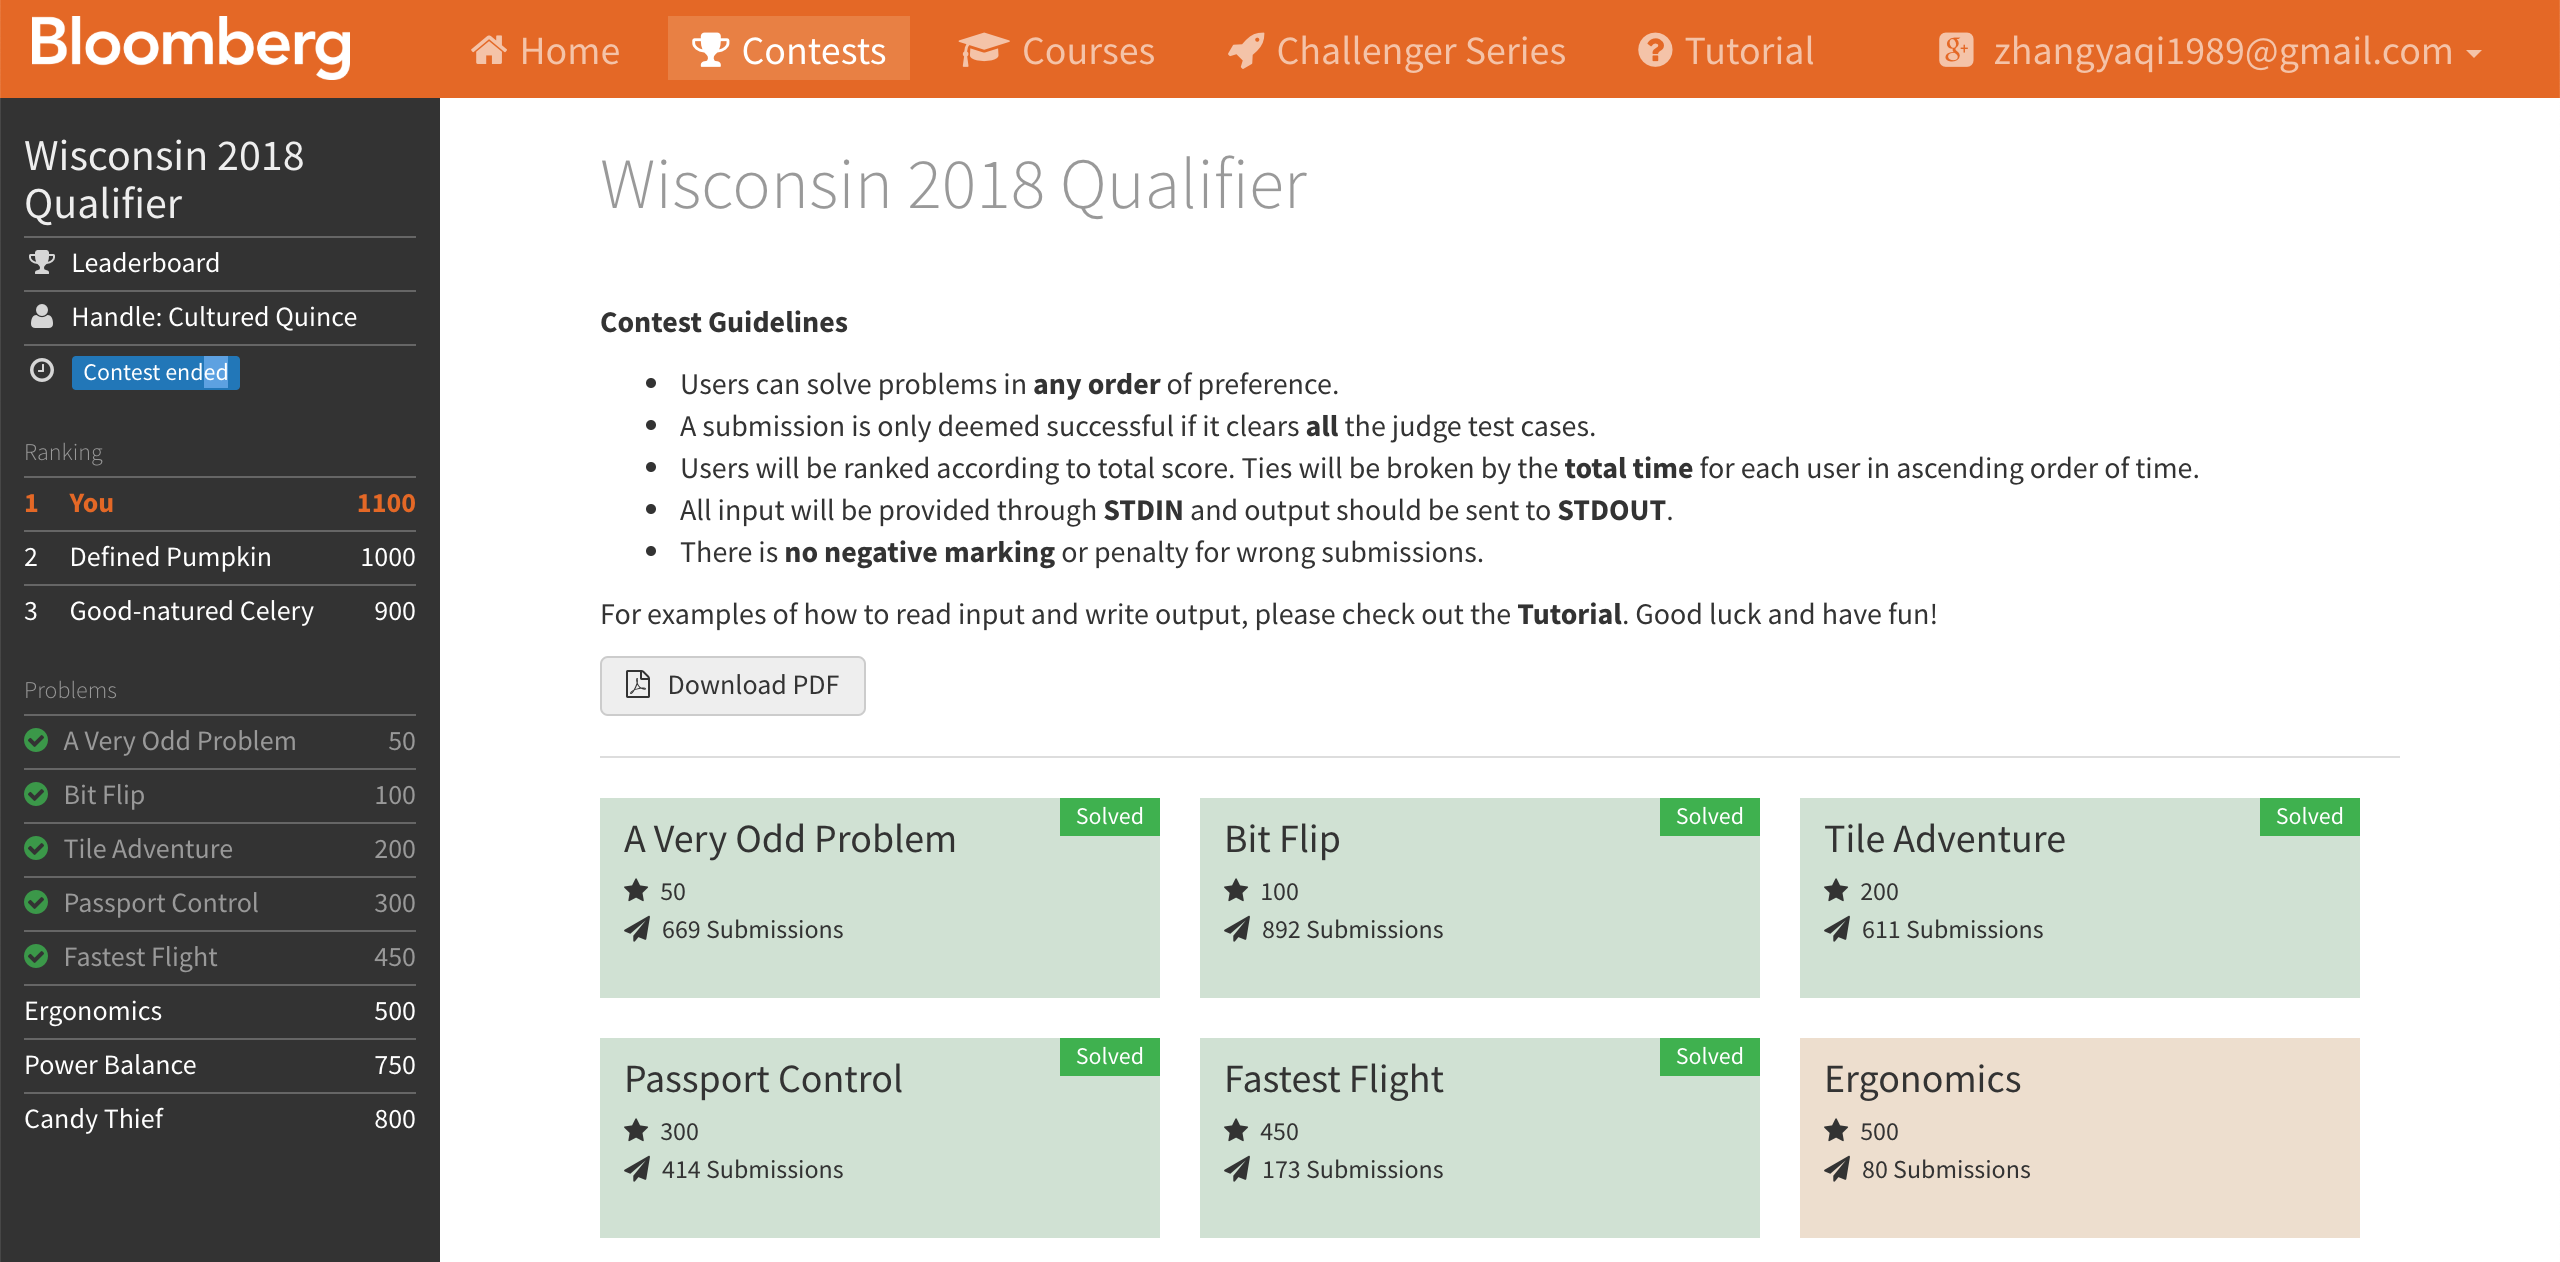 Bloomberg
Home
Contests
Courses
Challenger Series
Tutorial
zhangyaqi1989@gmail.com
Wisconsin 2018
Qualifier
Leaderboard
Handle: Cultured Quince
Contest ended
Ranking
1 You 1100
2 Defined Pumpkin 1000
3 Good-natured Celery 900
Problems
A Very Odd Problem 50
Bit Flip 100
Tile Adventure 200
Passport Control 300
Fastest Flight 450
Ergonomics 500
Power Balance 750
Candy Thief 800
Wisconsin 2018 Qualifier
Contest Guidelines
• Users can solve problems in any order of preference.
• A submission is only deemed successful if it clears all the judge test cases.
• Users will be ranked according to total score. Ties will be broken by the total time for each user in ascending order of time.
• All input will be provided through STDIN and output should be sent to STDOUT.
• There is no negative marking or penalty for wrong submissions.
For examples of how to read input and write output, please check out the Tutorial. Good luck and have fun!
Download PDF
A Very Odd Problem
Solved
50
669 Submissions
Bit Flip
Solved
100
892 Submissions
Tile Adventure
Solved
200
611 Submissions
Passport Control
Solved
300
414 Submissions
Fastest Flight
Solved
450
173 Submissions
Ergonomics
500
80 Submissions